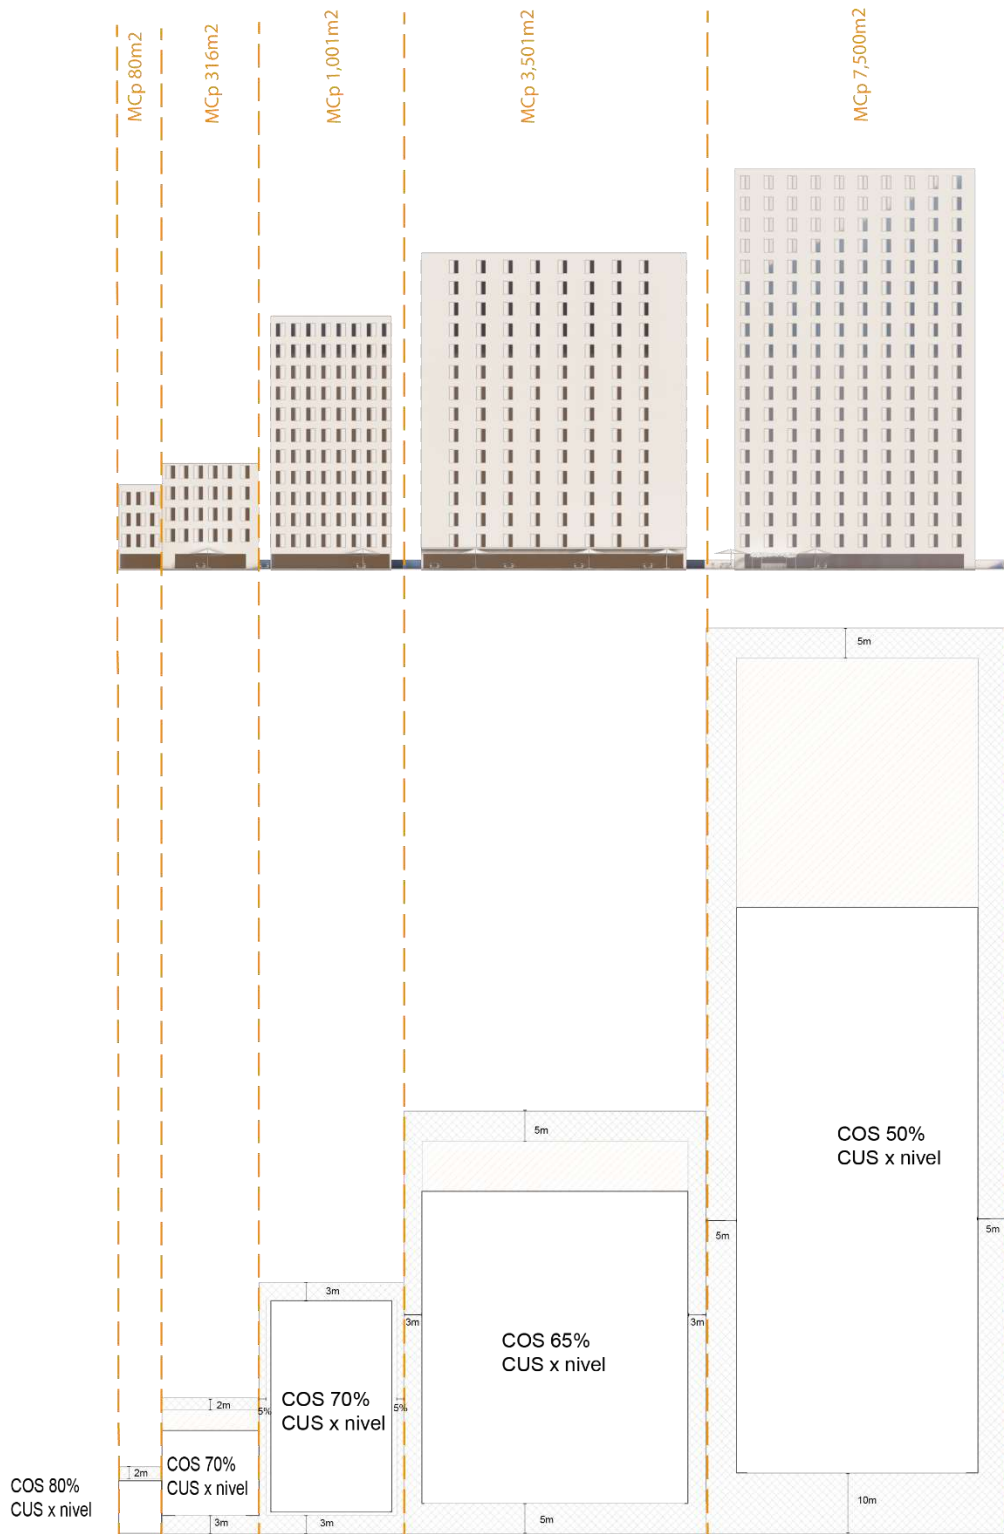 MCp 80m2
MCp 316m2
MCp 1,001m2
MCp 3,501m2
MCp 7,500m2
5m
5m
COS 50%
CUS x nivel
5m
5m
3m
3m
3m
COS 65%
CUS x nivel
2m
5%
5%
COS 70%
CUS x nivel
COS 70%
CUS x nivel
2m
COS 80%
CUS x nivel
10m
3m
3m
5m